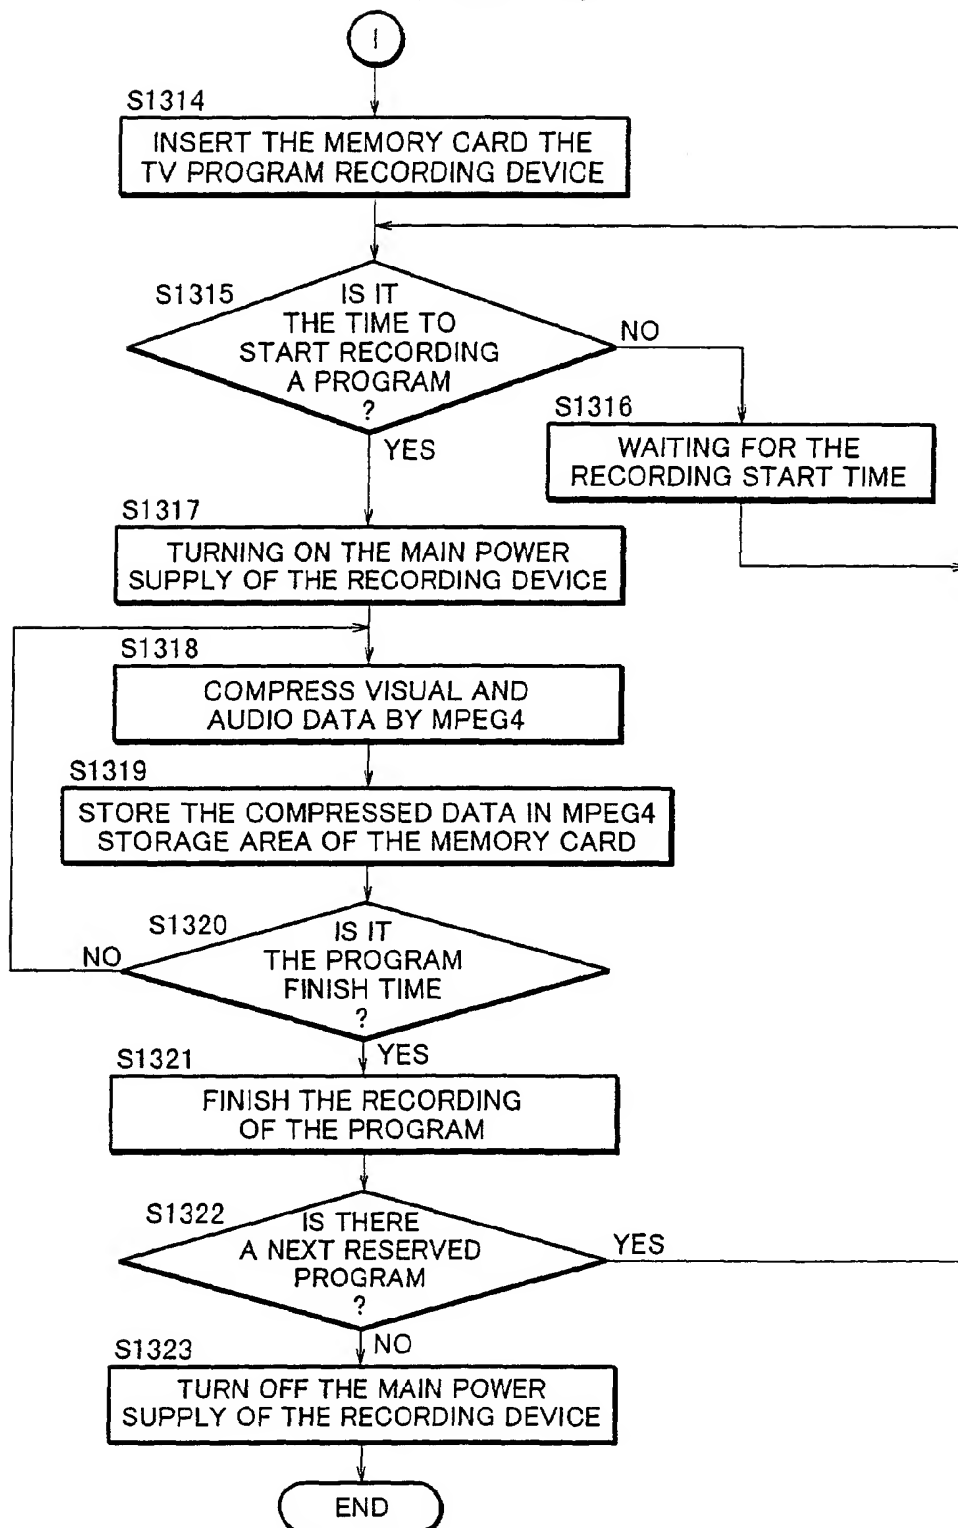 I
S1314
INSERT THE MEMORY CARD THE
TV PROGRAM RECORDING DEVICE
S1315
IS IT
THE TIME TO
START RECORDING
A PROGRAM
?
NO
YES
S1316
WAITING FOR THE
RECORDING START TIME
S1317
TURNING ON THE MAIN POWER
SUPPLY OF THE RECORDING DEVICE
S1318
COMPRESS VISUAL AND
AUDIO DATA BY MPEG4
S1319
STORE THE COMPRESSED DATA IN MPEG4
STORAGE AREA OF THE MEMORY CARD
S1320
IS IT
THE PROGRAM
FINISH TIME
?
NO
YES
S1321
FINISH THE RECORDING
OF THE PROGRAM
S1322
IS THERE
A NEXT RESERVED
PROGRAM
?
YES
NO
S1323
TURN OFF THE MAIN POWER
SUPPLY OF THE RECORDING DEVICE
END